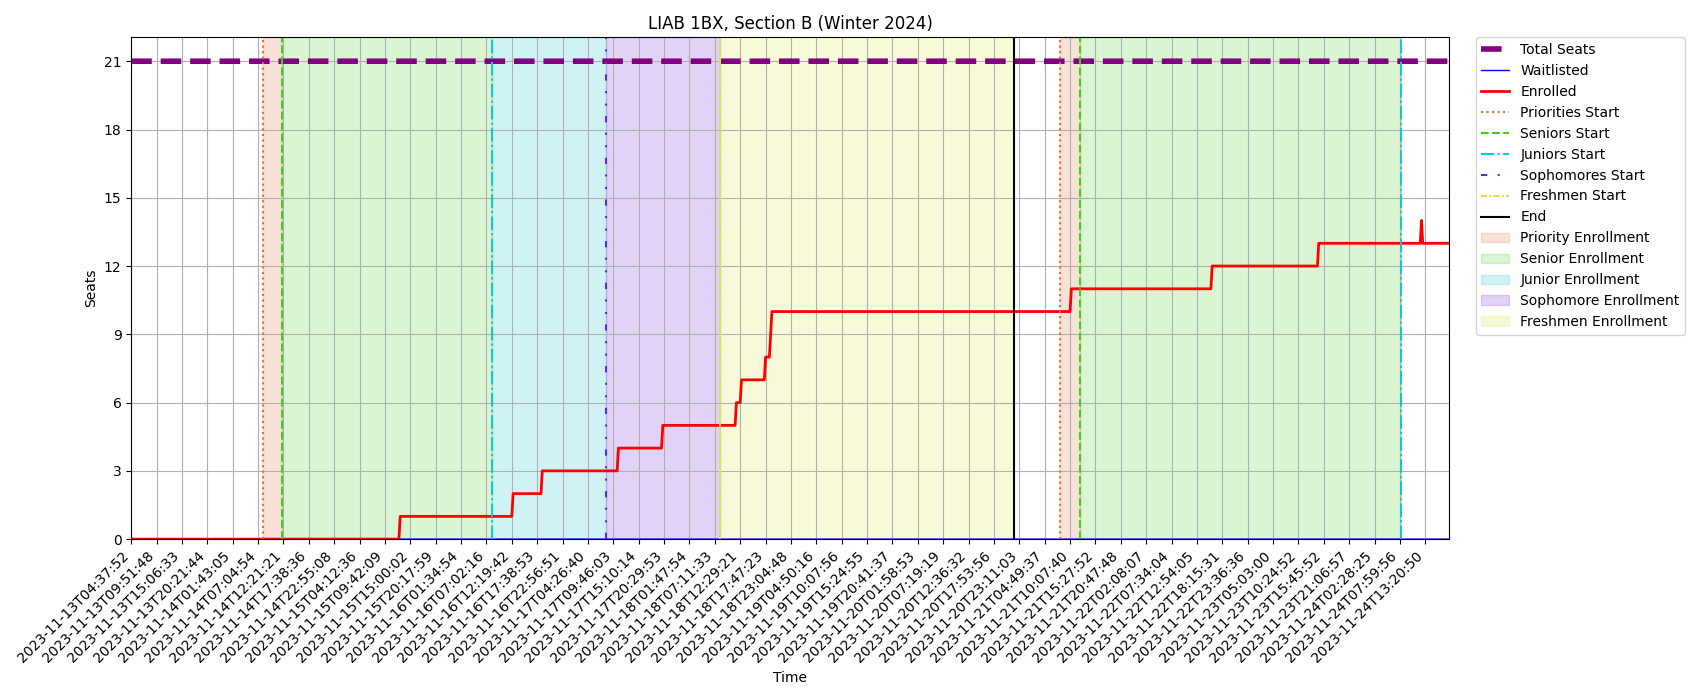 LIAB 1BX, Section B (Winter 2024)
Seats
21
18
15
12
9
6
3
0
2023-11-13T04:37:52
2023-11-13T09:51:48
2023-11-13T15:06:33
2023-11-13T20:21:44
2023-11-14T01:43:05
2023-11-14T07:04:54
2023-11-14T12:21:21
2023-11-14T17:38:36
2023-11-14T22:55:08
2023-11-15T04:12:36
2023-11-15T09:42:09
2023-11-15T15:00:02
2023-11-15T20:17:59
2023-11-16T01:34:54
2023-11-16T07:02:16
2023-11-16T12:19:42
2023-11-16T17:38:53
2023-11-16T22:56:51
2023-11-17T04:26:40
2023-11-17T09:46:03
2023-11-17T15:10:14
2023-11-17T20:29:53
2023-11-18T01:47:54
2023-11-18T07:11:33
2023-11-18T12:29:21
2023-11-18T17:47:23
2023-11-18T23:04:48
2023-11-19T04:50:16
2023-11-19T10:07:56
2023-11-19T15:24:55
2023-11-19T20:41:37
2023-11-20T01:58:53
2023-11-20T07:19:19
2023-11-20T12:36:32
2023-11-20T17:53:56
2023-11-20T23:11:03
2023-11-21T04:49:37
2023-11-21T10:07:40
2023-11-21T15:27:52
2023-11-21T20:47:48
2023-11-22T02:08:07
2023-11-22T07:34:04
2023-11-22T12:54:05
2023-11-22T18:15:31
2023-11-22T23:36:36
2023-11-23T05:03:00
2023-11-23T10:24:52
2023-11-23T15:45:52
2023-11-23T21:06:57
2023-11-24T02:28:25
2023-11-24T07:59:56
2023-11-24T13:20:50
Time
Total Seats
Waitlisted
Enrolled
Priorities Start
Seniors Start
Juniors Start
Sophomores Start
Freshmen Start
End
Priority Enrollment
Senior Enrollment
Junior Enrollment
Sophomore Enrollment
Freshmen Enrollment